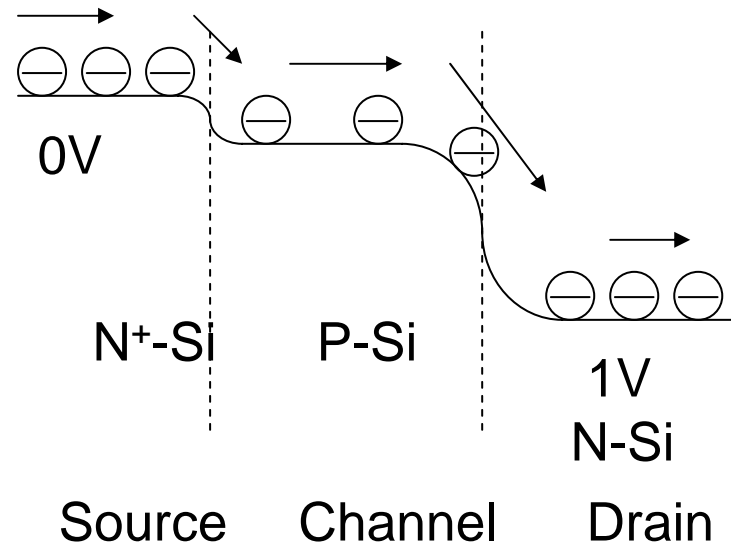 0V
N⁺-Si P-Si
1V
N-Si
Source Channel Drain